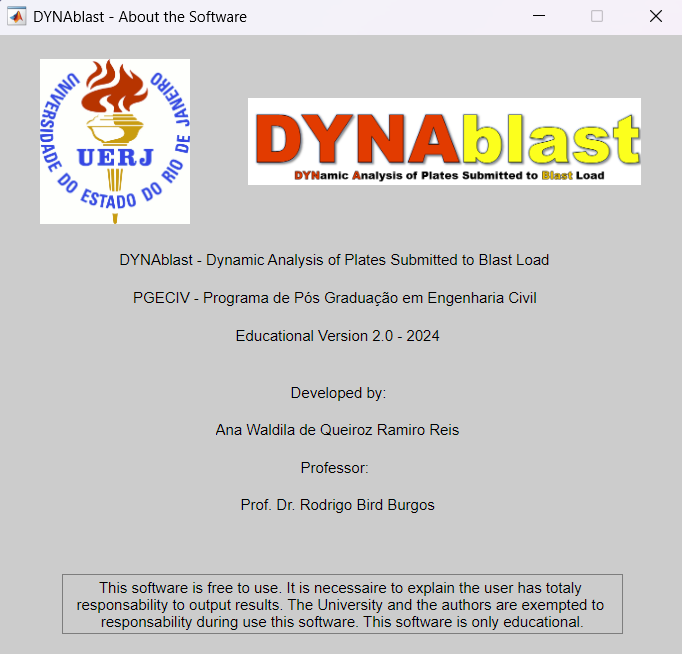 DYNAblast - About the Software
UNIVERSIDADE DO ESTADO DO RIO DE JANEIRO
UERJ
DYNAblast
DYNamic Analysis of Plates Submitted to Blast Load
DYNAblast - Dynamic Analysis of Plates Submitted to Blast Load
PGECIV - Programa de Pós Graduação em Engenharia Civil
Educational Version 2.0 - 2024
Developed by:
Ana Waldila de Queiroz Ramiro Reis
Professor:
Prof. Dr. Rodrigo Bird Burgos
This software is free to use. It is necessaire to explain the user has totaly
responsability to output results. The University and the authors are exempted to
responsability during use this software. This software is only educational.